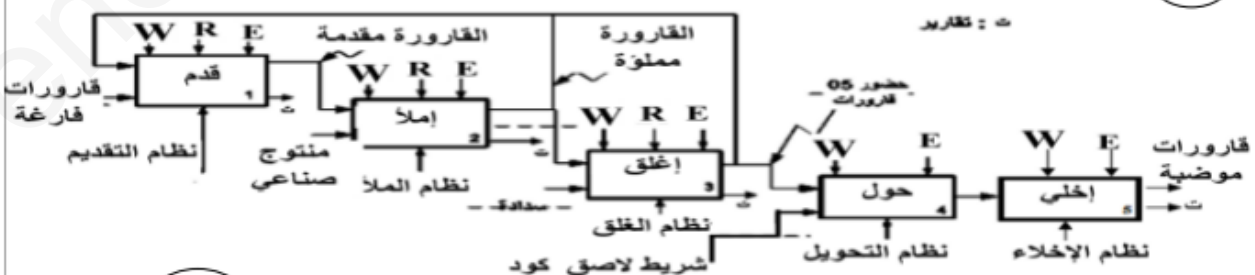 ت : تقارير
القارورة مقدمة
القارورة
مملوءة
W R E
قدم
1
ت
قارورات
فارغة
نظام التقديم
W R E
إملأ
2
ت
منتوج
صناعي
نظام الملأ
W R E
إغلق
3
ت
سدادة
نظام الغلق
حضور 05
قارورات
W E
حول
4
شريط لاصق كود
نظام التحويل
W E
إخلي
5
ت
قارورات
موضبة
نظام الإخلاء